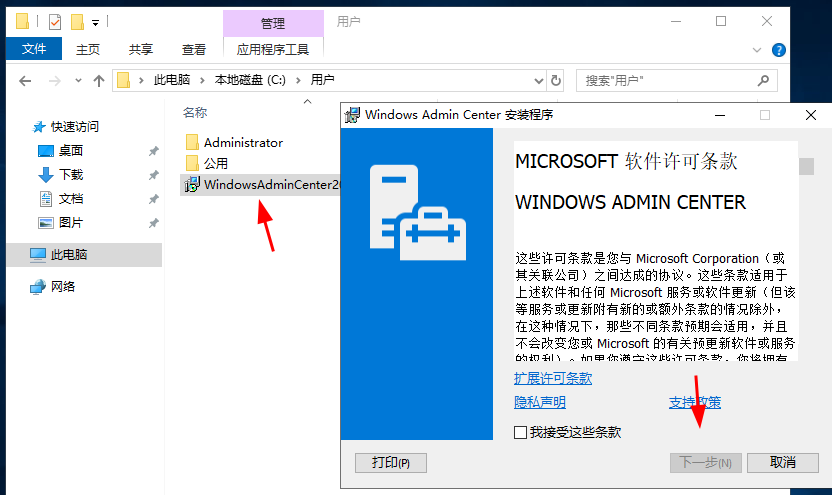 管理
用户
文件
主页
共享
查看
应用程序工具
此电脑
本地磁盘 (C:)
用户
搜索"用户"
名称
快速访问
桌面
下载
文档
图片
此电脑
网络
Administrator
公用
WindowsAdminCenter20
Windows Admin Center 安装程序
MICROSOFT 软件许可条款
WINDOWS ADMIN CENTER
这些许可条款是您与 Microsoft Corporation（或
其关联公司）之间达成的协议。这些条款适用于
上述软件和任何 Microsoft 服务或软件更新（但该
等服务或更新附有新的或额外条款的情况除外，
在这种情况下，那些不同条款预期会适用，并且
不会改变您或 Microsoft 的有关预更新软件或服务
的权利）。如果您遵守这些许可条款，您将拥有
扩展许可条款
隐私声明
支持政策
我接受这些条款
打印(P)
下一步(N)
取消